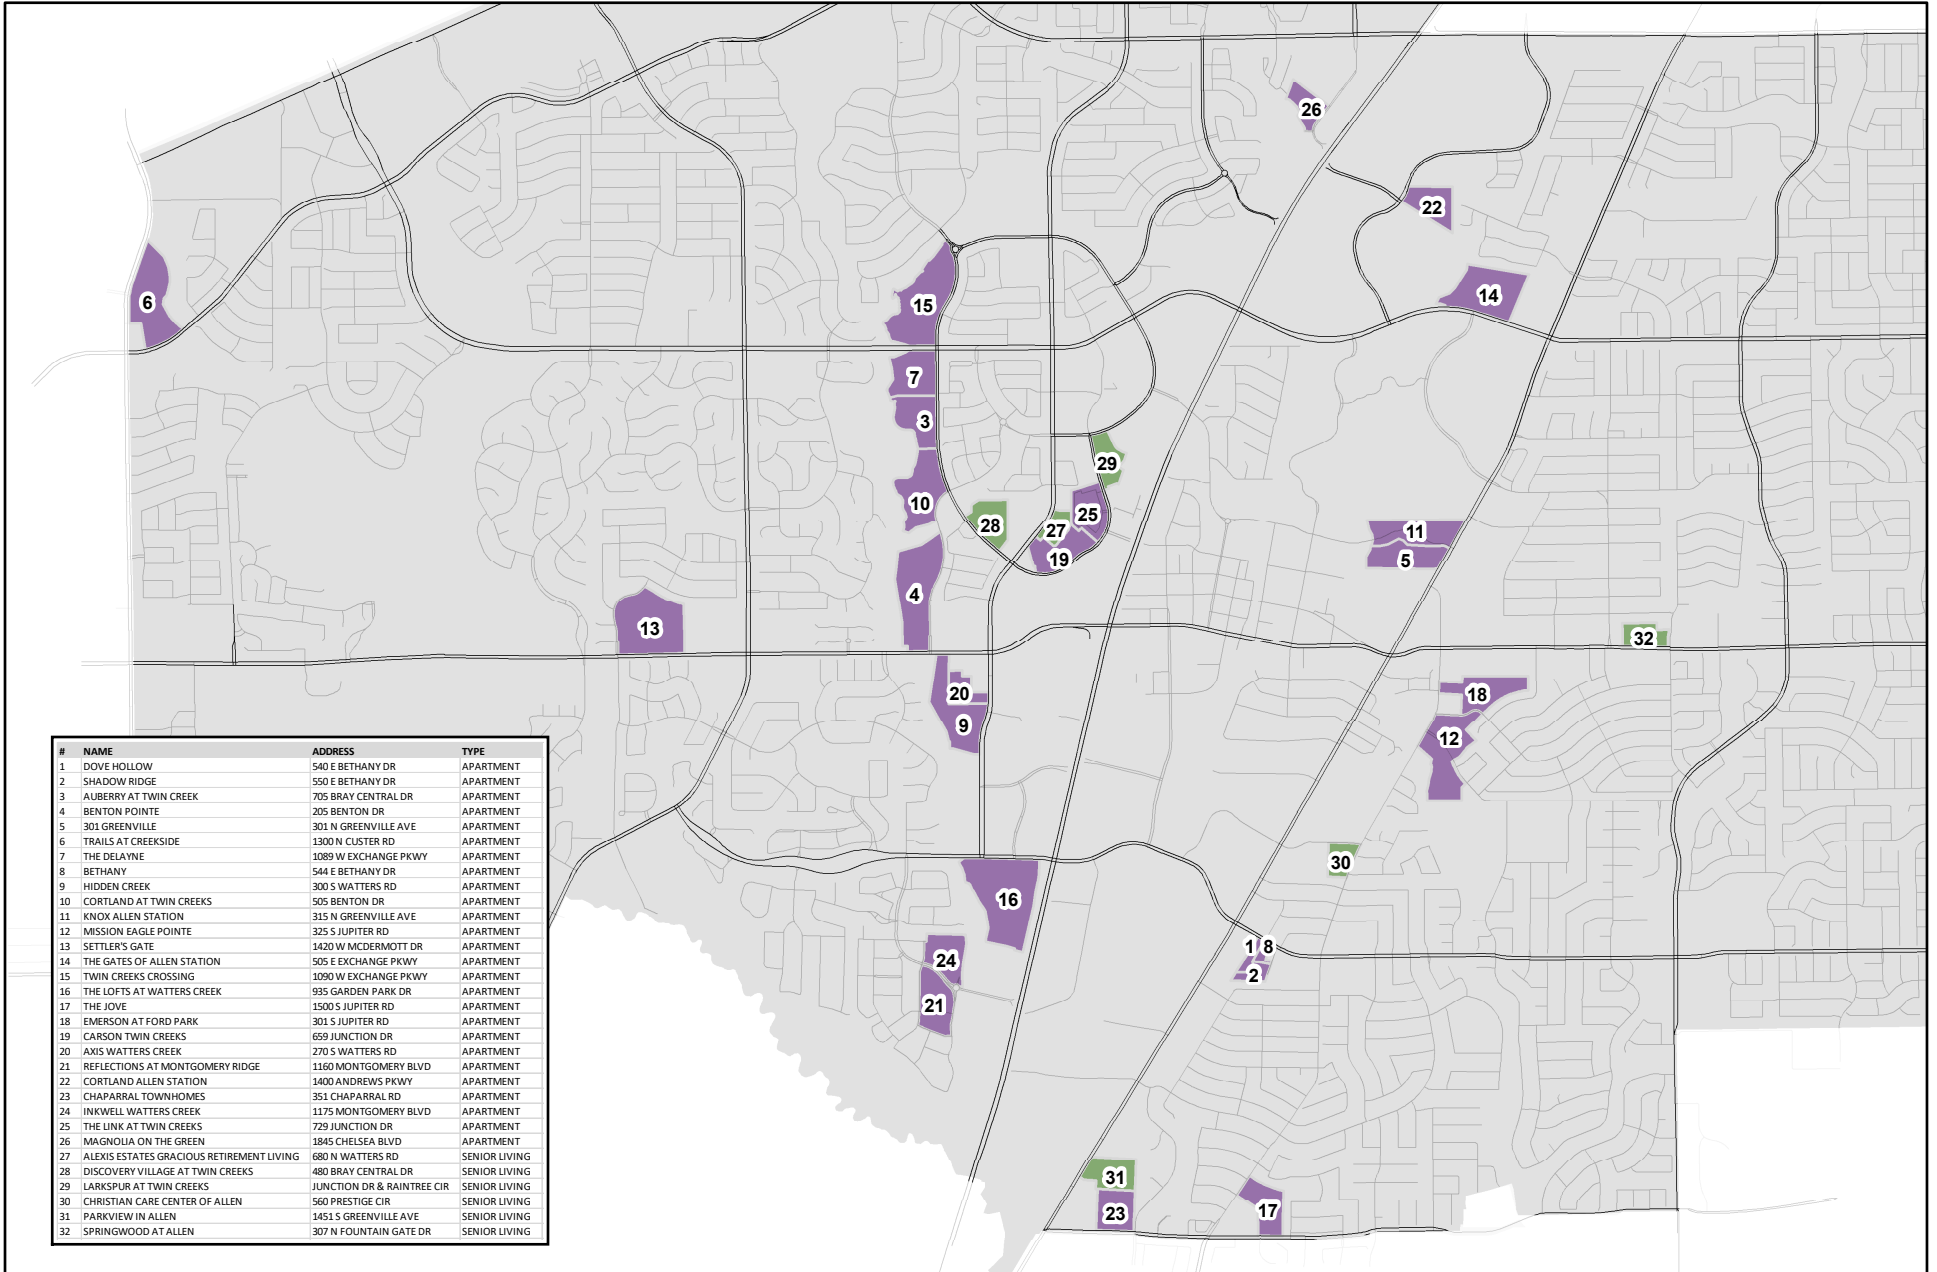 26
22
6
15
14
7
3
29
10
25
28
27
11
19
5
4
13
32
20
18
9
12
30
16
1 8
24
2
21
31
23
17
# NAME ADDRESS TYPE
1 DOVE HOLLOW 540 E BETHANY DR APARTMENT
2 SHADOW RIDGE 550 E BETHANY DR APARTMENT
3 AUBERRY AT TWIN CREEK 705 BRAY CENTRAL DR APARTMENT
4 BENTON POINTE 205 BENTON DR APARTMENT
5 301 GREENVILLE 301 N GREENVILLE AVE APARTMENT
6 TRAILS AT CREEKSIDE 1300 N CUSTER RD APARTMENT
7 THE DELAYNE 1089 W EXCHANGE PKWY APARTMENT
8 BETHANY 544 E BETHANY DR APARTMENT
9 HIDDEN CREEK 300 S WATTERS RD APARTMENT
10 CORTLAND AT TWIN CREEKS 505 BENTON DR APARTMENT
11 KNOX ALLEN STATION 315 N GREENVILLE AVE APARTMENT
12 MISSION EAGLE POINTE 325 S JUPITER RD APARTMENT
13 SETTLER'S GATE 1420 W MCDERMOTT DR APARTMENT
14 THE GATES OF ALLEN STATION 505 E EXCHANGE PKWY APARTMENT
15 TWIN CREEKS CROSSING 1090 W EXCHANGE PKWY APARTMENT
16 THE LOFTS AT WATTERS CREEK 935 GARDEN PARK DR APARTMENT
17 THE JOVE 1500 S JUPITER RD APARTMENT
18 EMERSON AT FORD PARK 301 S JUPITER RD APARTMENT
19 CARSON TWIN CREEKS 659 JUNCTION DR APARTMENT
20 AXIS WATTERS CREEK 270 S WATTERS RD APARTMENT
21 REFLECTIONS AT MONTGOMERY RIDGE 1160 MONTGOMERY BLVD APARTMENT
22 CORTLAND ALLEN STATION 1400 ANDREWS PKWY APARTMENT
23 CHAPARRAL TOWNHOMES 351 CHAPARRAL RD APARTMENT
24 INKWELL WATTERS CREEK 1175 MONTGOMERY BLVD APARTMENT
25 THE LINK AT TWIN CREEKS 729 JUNCTION DR APARTMENT
26 MAGNOLIA ON THE GREEN 1845 CHELSEA BLVD APARTMENT
27 ALEXIS ESTATES GRACIOUS RETIREMENT LIVING 680 N WATTERS RD SENIOR LIVING
28 DISCOVERY VILLAGE AT TWIN CREEKS 480 BRAY CENTRAL DR SENIOR LIVING
29 LARKSPUR AT TWIN CREEKS JUNCTION DR & RAINTREE CIR SENIOR LIVING
30 CHRISTIAN CARE CENTER OF ALLEN 560 PRESTIGE CIR SENIOR LIVING
31 PARKVIEW IN ALLEN 1451 S GREENVILLE AVE SENIOR LIVING
32 SPRINGWOOD AT ALLEN 307 N FOUNTAIN GATE DR SENIOR LIVING